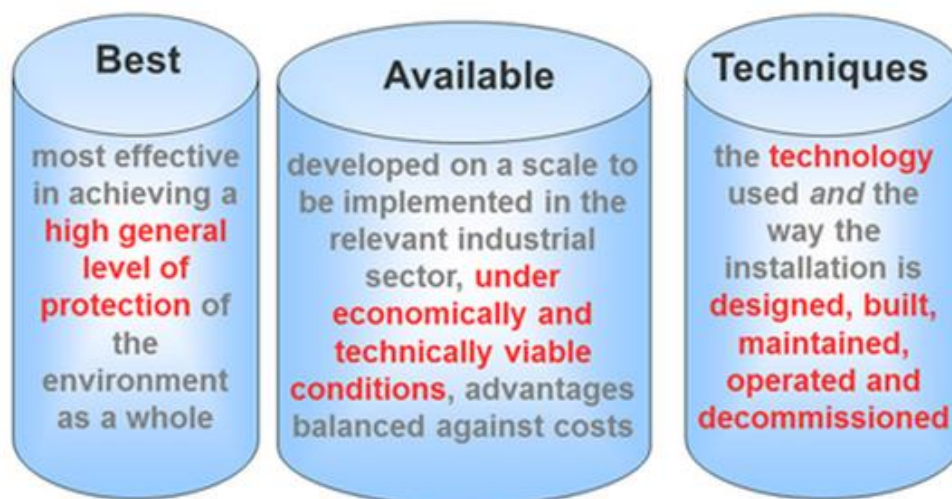 Best
most effective
in achieving a
high general
level of
protection of
the
environment
as a whole
Available
developed on a scale to
be implemented in the
relevant industrial
sector, under
economically and
technically viable
conditions, advantages
balanced against costs
Techniques
the technology
used and the
way the
installation is
designed, built,
maintained,
operated and
decommissioned